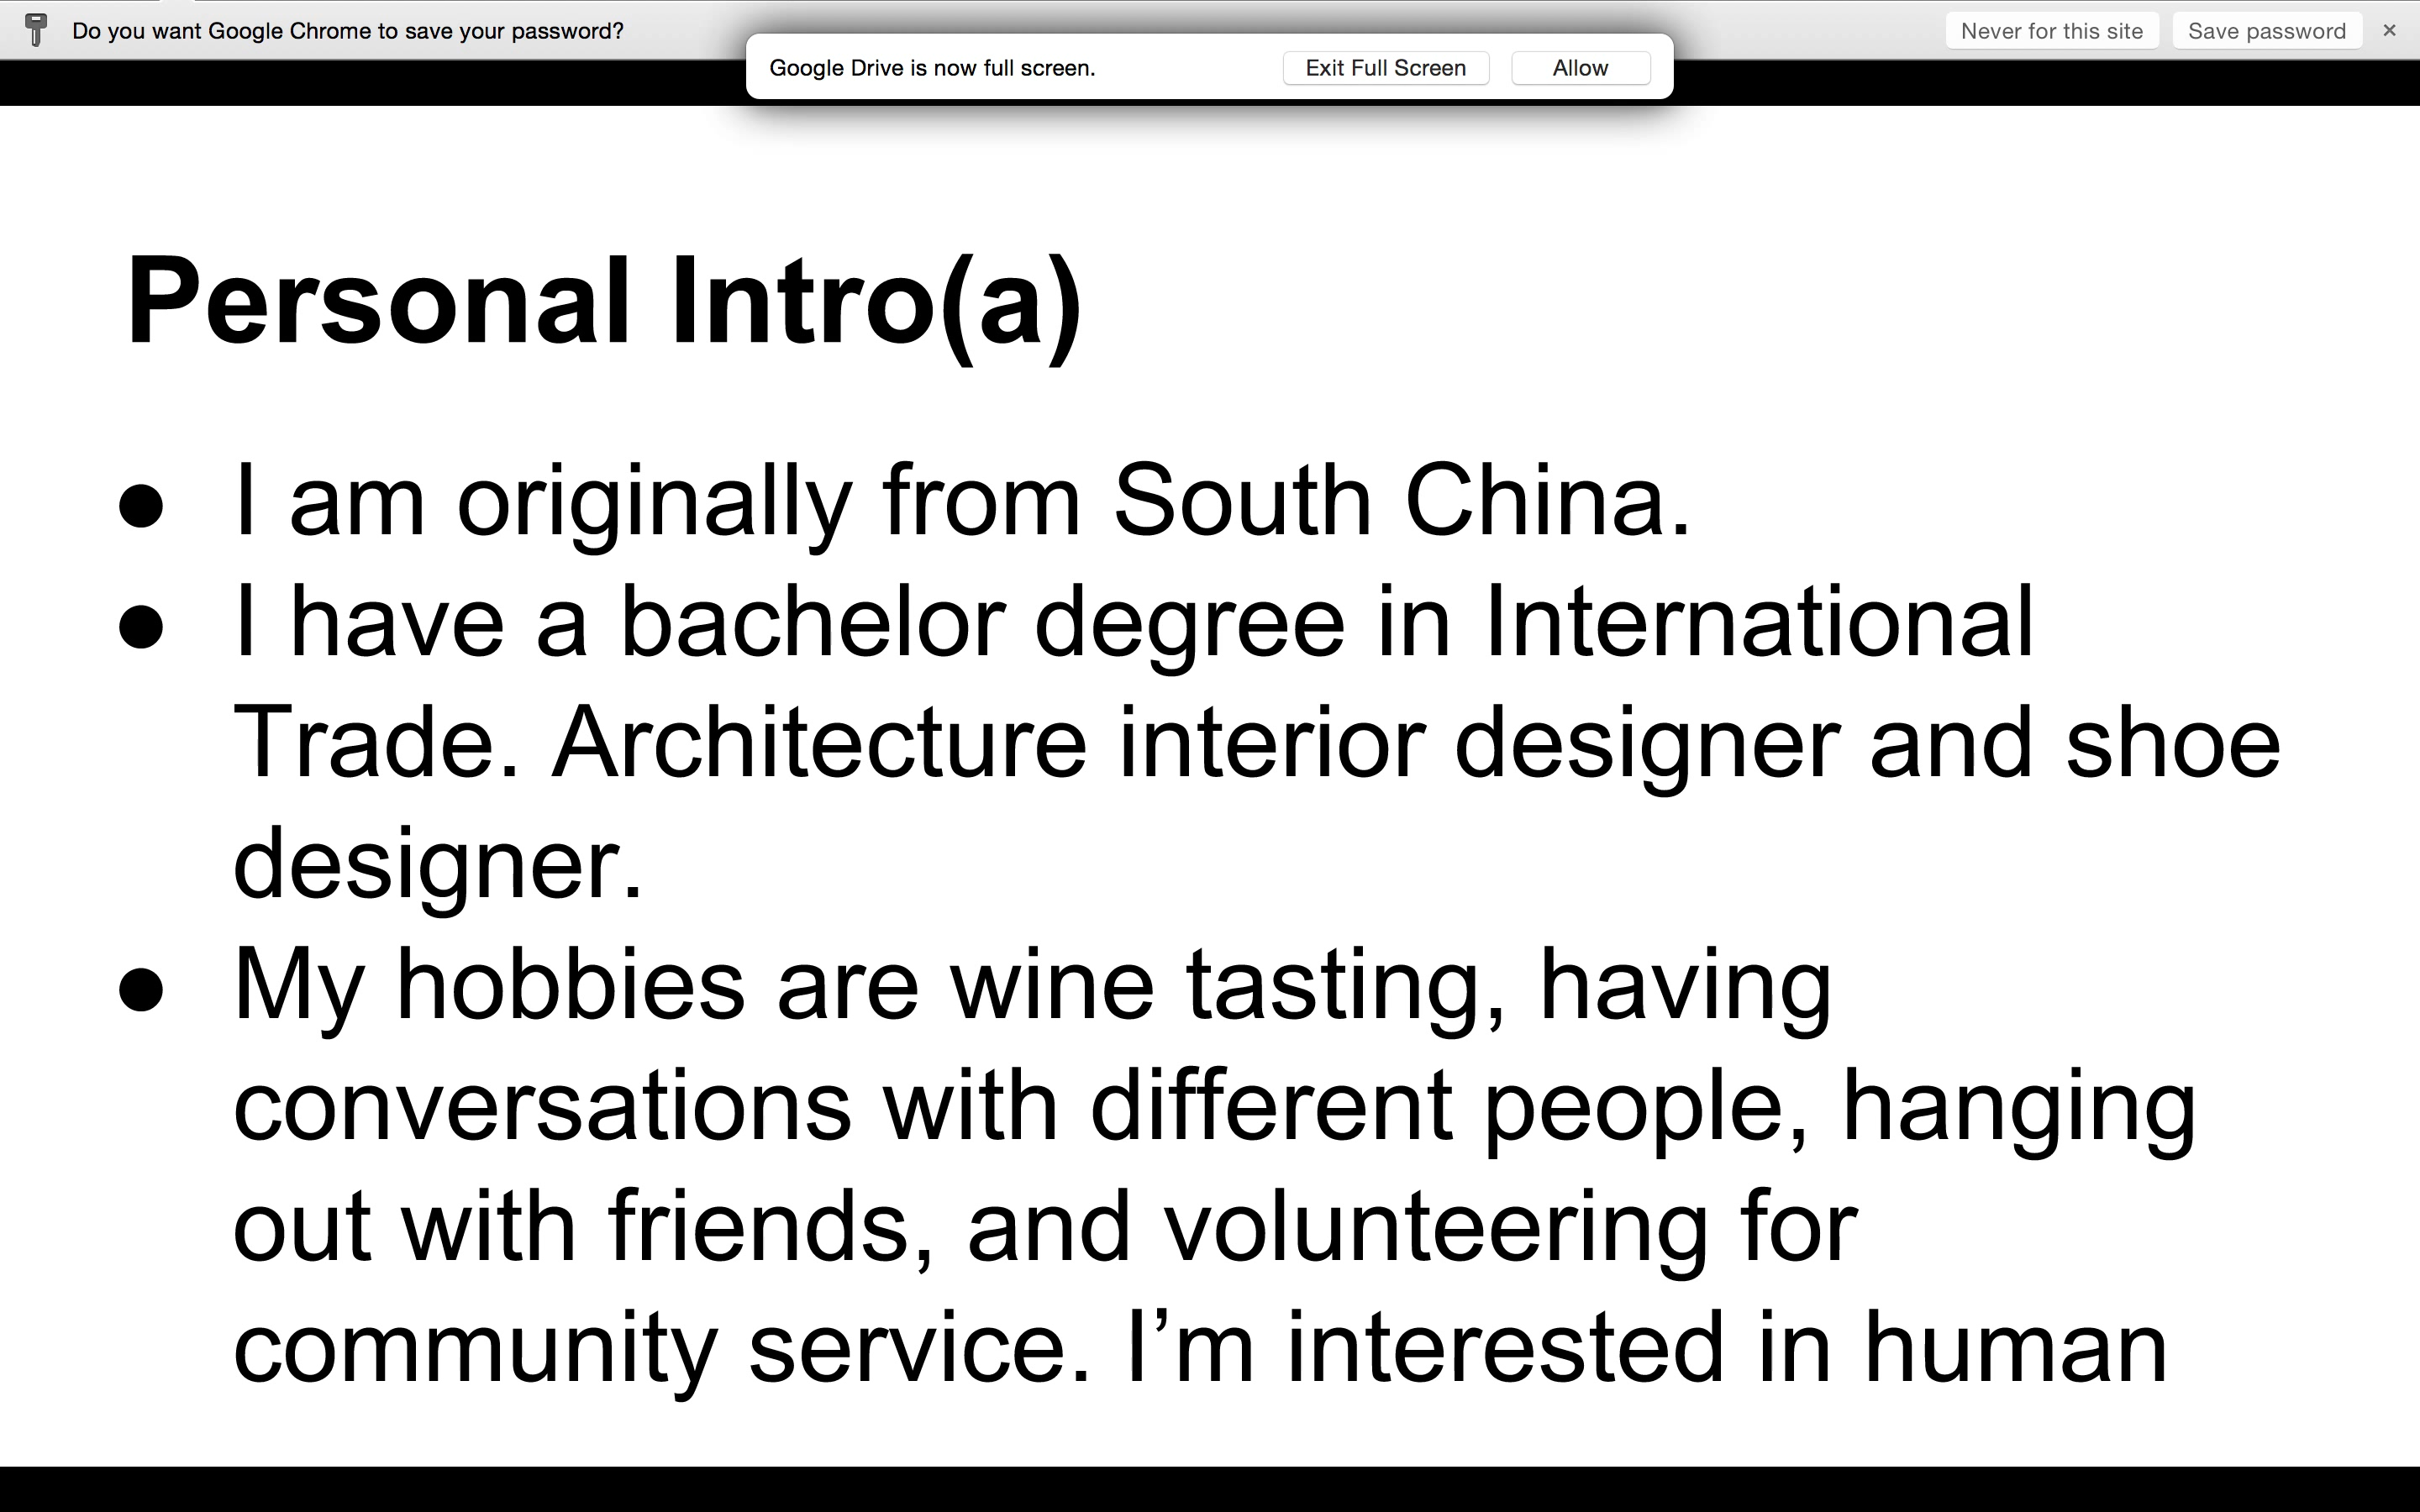 Do you want Google Chrome to save your password?
Never for this site
Save password
×
Google Drive is now full screen.
Exit Full Screen
Allow
Personal Intro(a)
● I am originally from South China.
● I have a bachelor degree in International
Trade. Architecture interior designer and shoe
designer.
● My hobbies are wine tasting, having
conversations with different people, hanging
out with friends, and volunteering for
community service. I’m interested in human